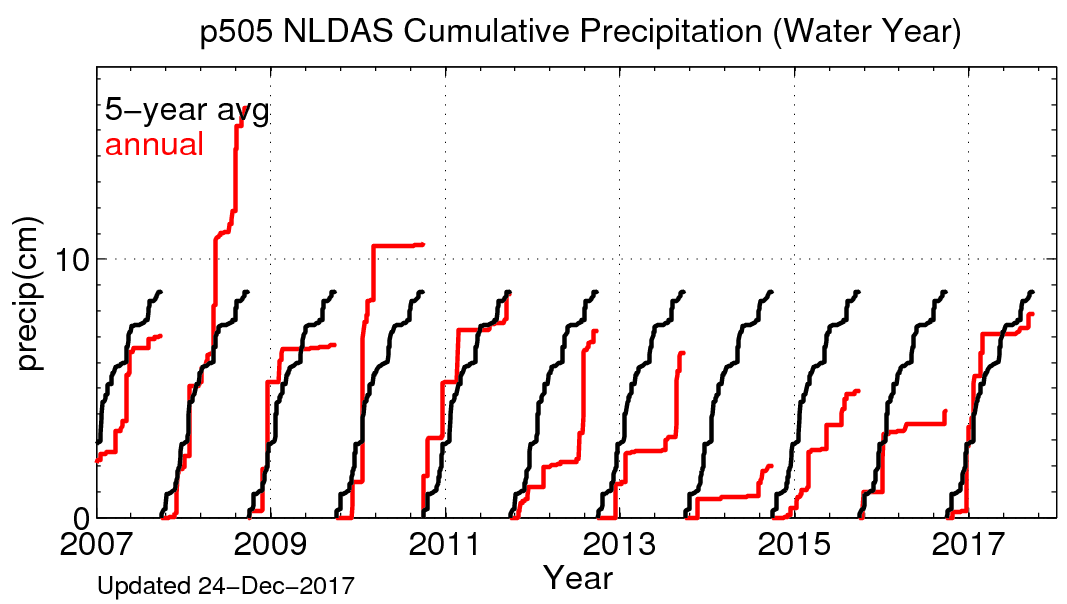 p505 NLDAS Cumulative Precipitation (Water Year)
5−year avg
annual
precip(cm)
10
0
2007 2009 2011 2013 2015 2017
Year
Updated 24−Dec−2017